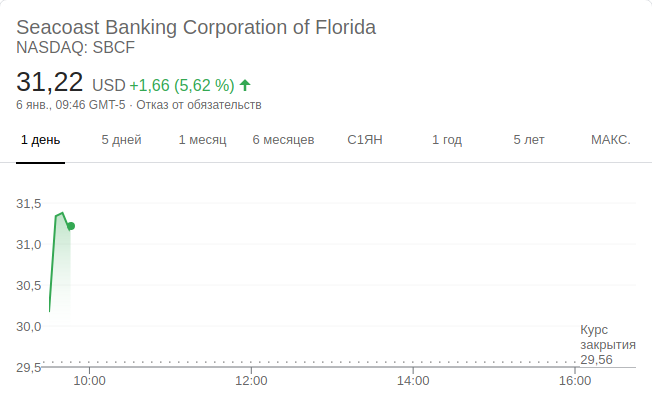 Seacoast Banking Corporation of Florida
NASDAQ: SBCF
31,22 USD +1,66 (5,62 %)
6 янв., 09:46 GMT-5 · Отказ от обязательств
1 день 5 дней 1 месяц 6 месяцев С1ЯН 1 год 5 лет МАКС.
31,5
31,0
30,5
30,0
Курс
закрытия
29,56
29,5
10:00 12:00 14:00 16:00